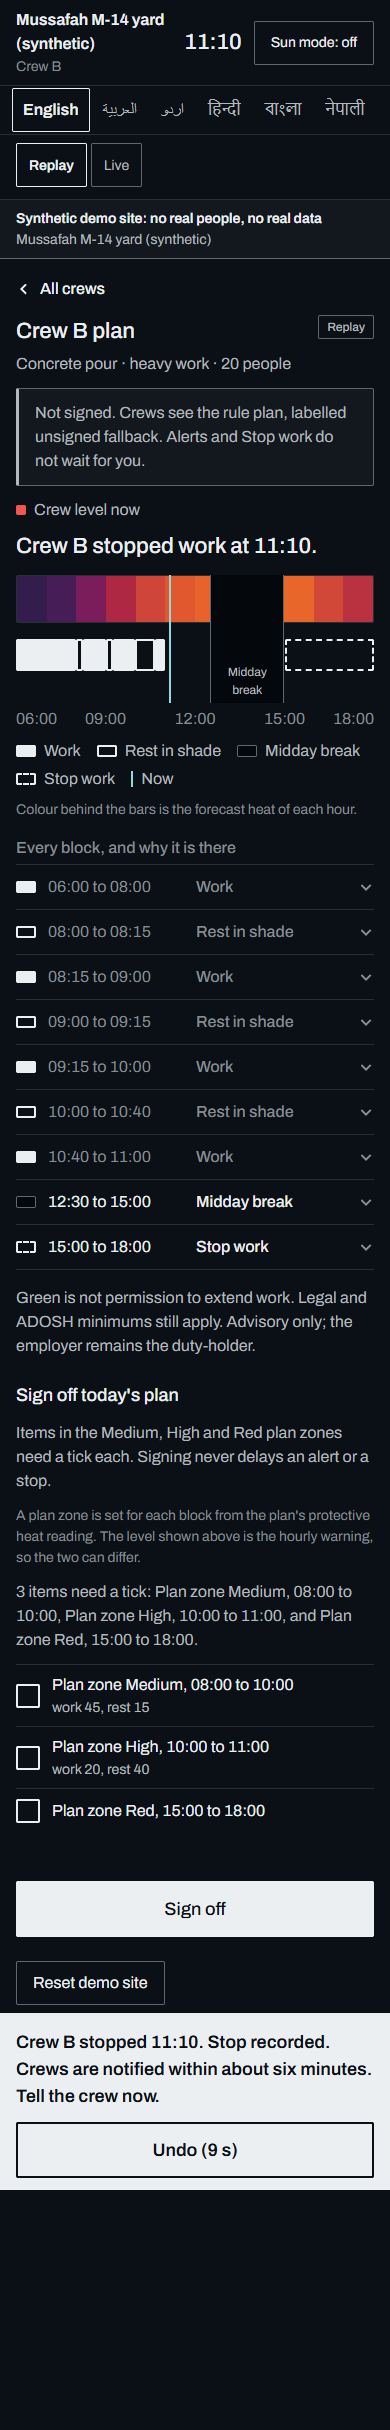 Mussafah M-14 yard
(synthetic)
Crew B
11:10
Sun mode: off
English
العربية
اردو
हिन्दी
বাংলা
नेपाली
Replay
Live
Synthetic demo site: no real people, no real data
Mussafah M-14 yard (synthetic)
All crews
Crew B plan
Replay
Concrete pour · heavy work · 20 people
Not signed. Crews see the rule plan, labelled
unsigned fallback. Alerts and Stop work do
not wait for you.
Crew level now
Crew B stopped work at 11:10.
Midday
break
06:00 09:00 12:00 15:00 18:00
Work Rest in shade Midday break
Stop work Now
Colour behind the bars is the forecast heat of each hour.
Every block, and why it is there
06:00 to 08:00 Work
08:00 to 08:15 Rest in shade
08:15 to 09:00 Work
09:00 to 09:15 Rest in shade
09:15 to 10:00 Work
10:00 to 10:40 Rest in shade
10:40 to 11:00 Work
12:30 to 15:00 Midday break
15:00 to 18:00 Stop work
Green is not permission to extend work. Legal and
ADOSH minimums still apply. Advisory only; the
employer remains the duty-holder.
Sign off today's plan
Items in the Medium, High and Red plan zones
need a tick each. Signing never delays an alert or a
stop.
A plan zone is set for each block from the plan's protective
heat reading. The level shown above is the hourly warning,
so the two can differ.
3 items need a tick: Plan zone Medium, 08:00 to
10:00, Plan zone High, 10:00 to 11:00, and Plan
zone Red, 15:00 to 18:00.
Plan zone Medium, 08:00 to 10:00
work 45, rest 15
Plan zone High, 10:00 to 11:00
work 20, rest 40
Plan zone Red, 15:00 to 18:00
Sign off
Reset demo site
Crew B stopped 11:10. Stop recorded.
Crews are notified within about six minutes.
Tell the crew now.
Undo (9 s)